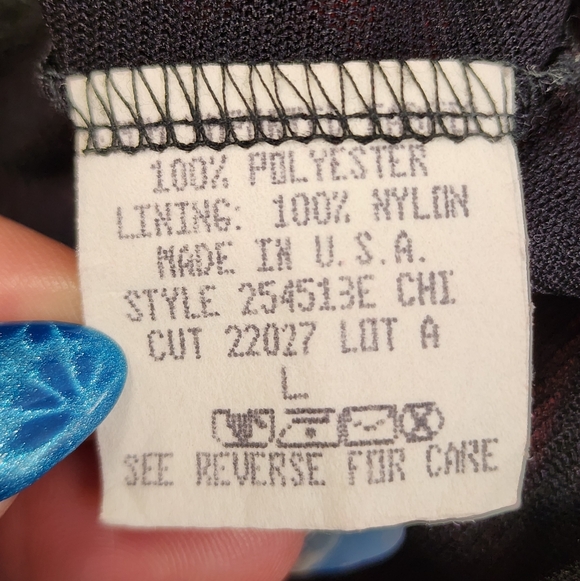 100% POLYESTER
LINING: 100% NYLON
MADE IN U.S.A.
STYLE 254513E CHI
CUT 22027 LOT A
L
SEE REVERSE FOR CARE